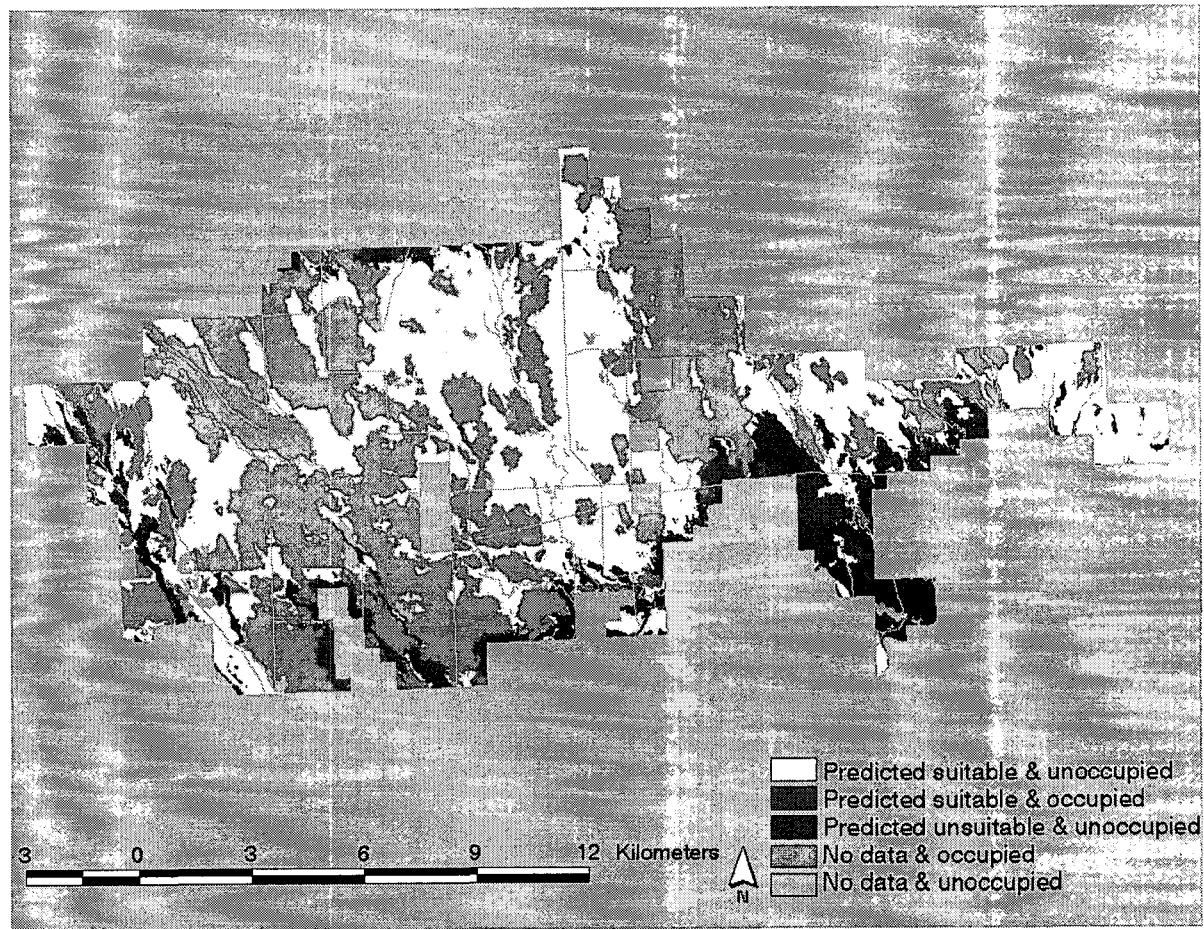 Predicted suitable & unoccupied
Predicted suitable & occupied
Predicted unsuitable & unoccupied
No data & occupied
No data & unoccupied
3 0 3 6 9 12 Kilometers
N